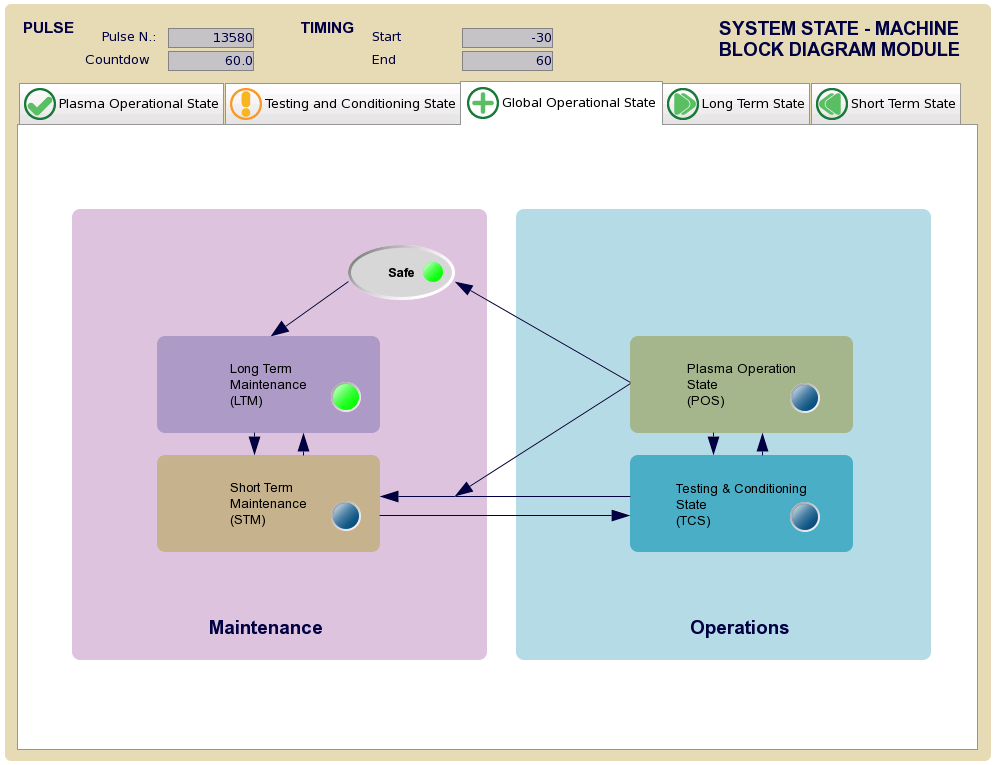 PULSE
Pulse N.: 13580
Countdow 60.0
TIMING
Start -30
End 60
SYSTEM STATE - MACHINE
BLOCK DIAGRAM MODULE
Plasma Operational State
Testing and Conditioning State
Global Operational State
Long Term State
Short Term State
Safe
Long Term
Maintenance
(LTM)
Short Term
Maintenance
(STM)
Maintenance
Plasma Operation
State
(POS)
Testing & Conditioning
State
(TCS)
Operations